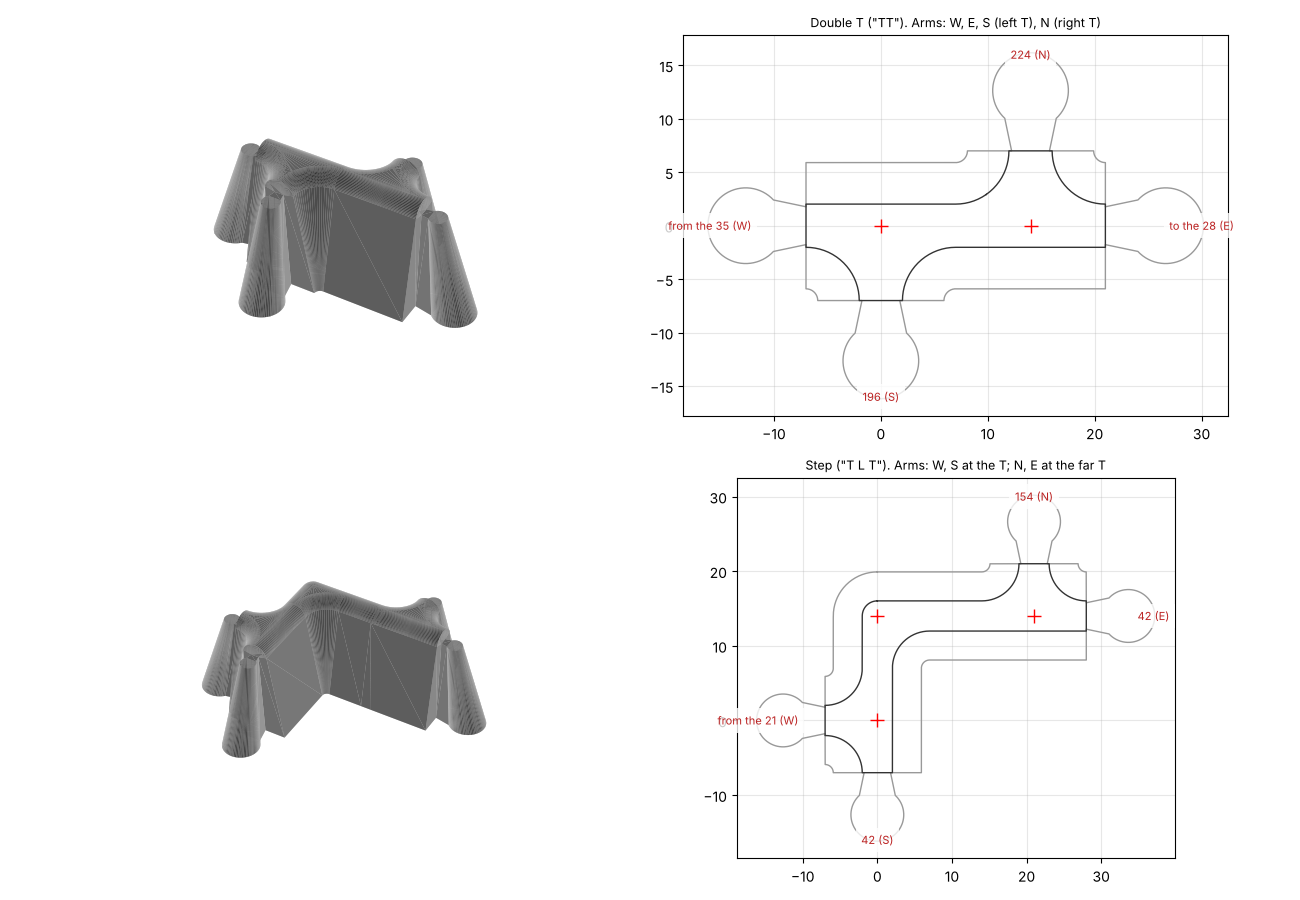 Double T ("TT"). Arms: W, E, S (left T), N (right T)
224 (N)
15
10
5
from the 35 (W)
to the 28 (E)
−5
−10
−15
196 (S)
−10
0
10
20
30
Step ("T L T"). Arms: W, S at the T; N, E at the far T
154 (N)
30
20
42 (E)
10
from the 21 (W)
−10
42 (S)
−10
0
10
20
30